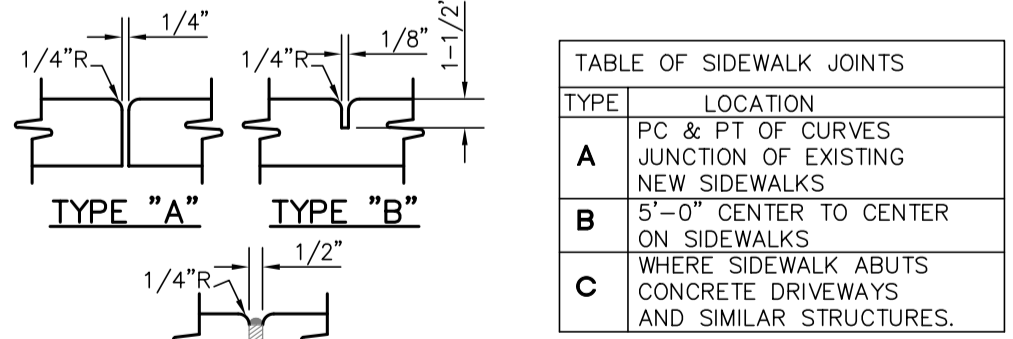 1/4"
1/4"R
TYPE "A"
1/8"
1/4"R
1-1/2"
TYPE "B"
1/2"
1/4"R
TABLE OF SIDEWALK JOINTS
TYPE LOCATION
A
PC & PT OF CURVES
JUNCTION OF EXISTING
NEW SIDEWALKS
B
5'-0" CENTER TO CENTER
ON SIDEWALKS
C
WHERE SIDEWALK ABUTS
CONCRETE DRIVEWAYS
AND SIMILAR STRUCTURES.